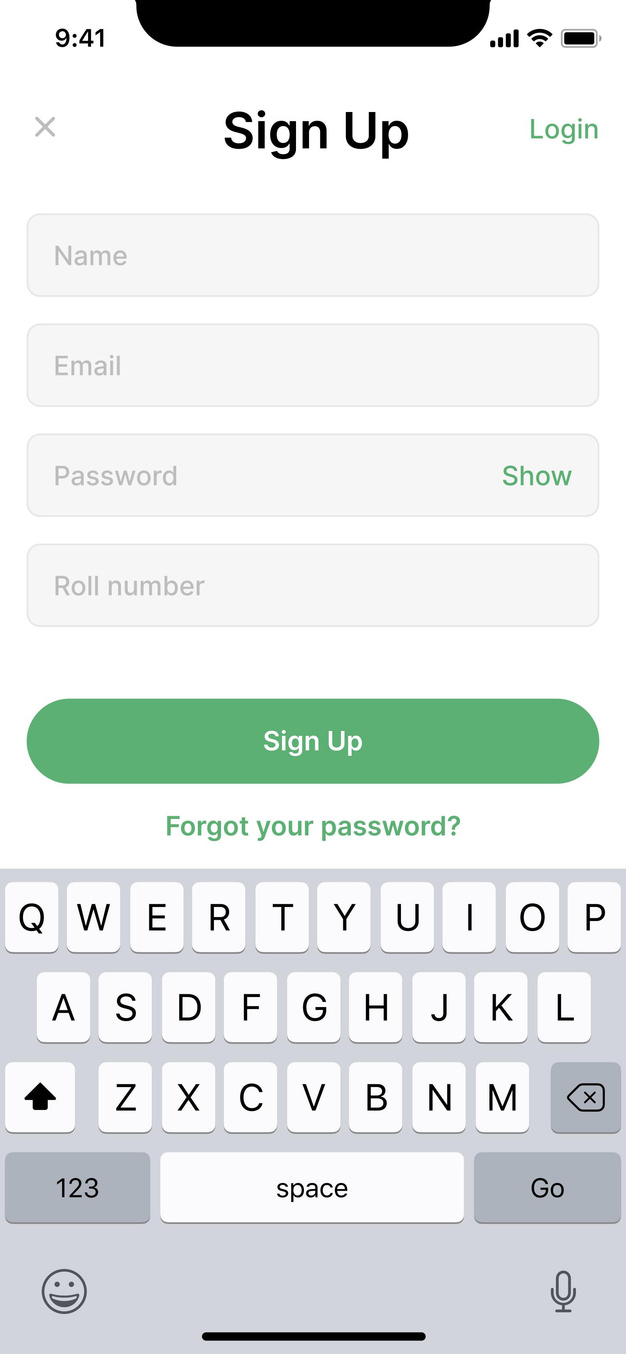 9:41
Sign Up
Login
Name
Email
Password
Show
Roll number
Sign Up
Forgot your password?
Q W E R T Y U I O P
A S D F G H J K L
Z X C V B N M
123 space Go